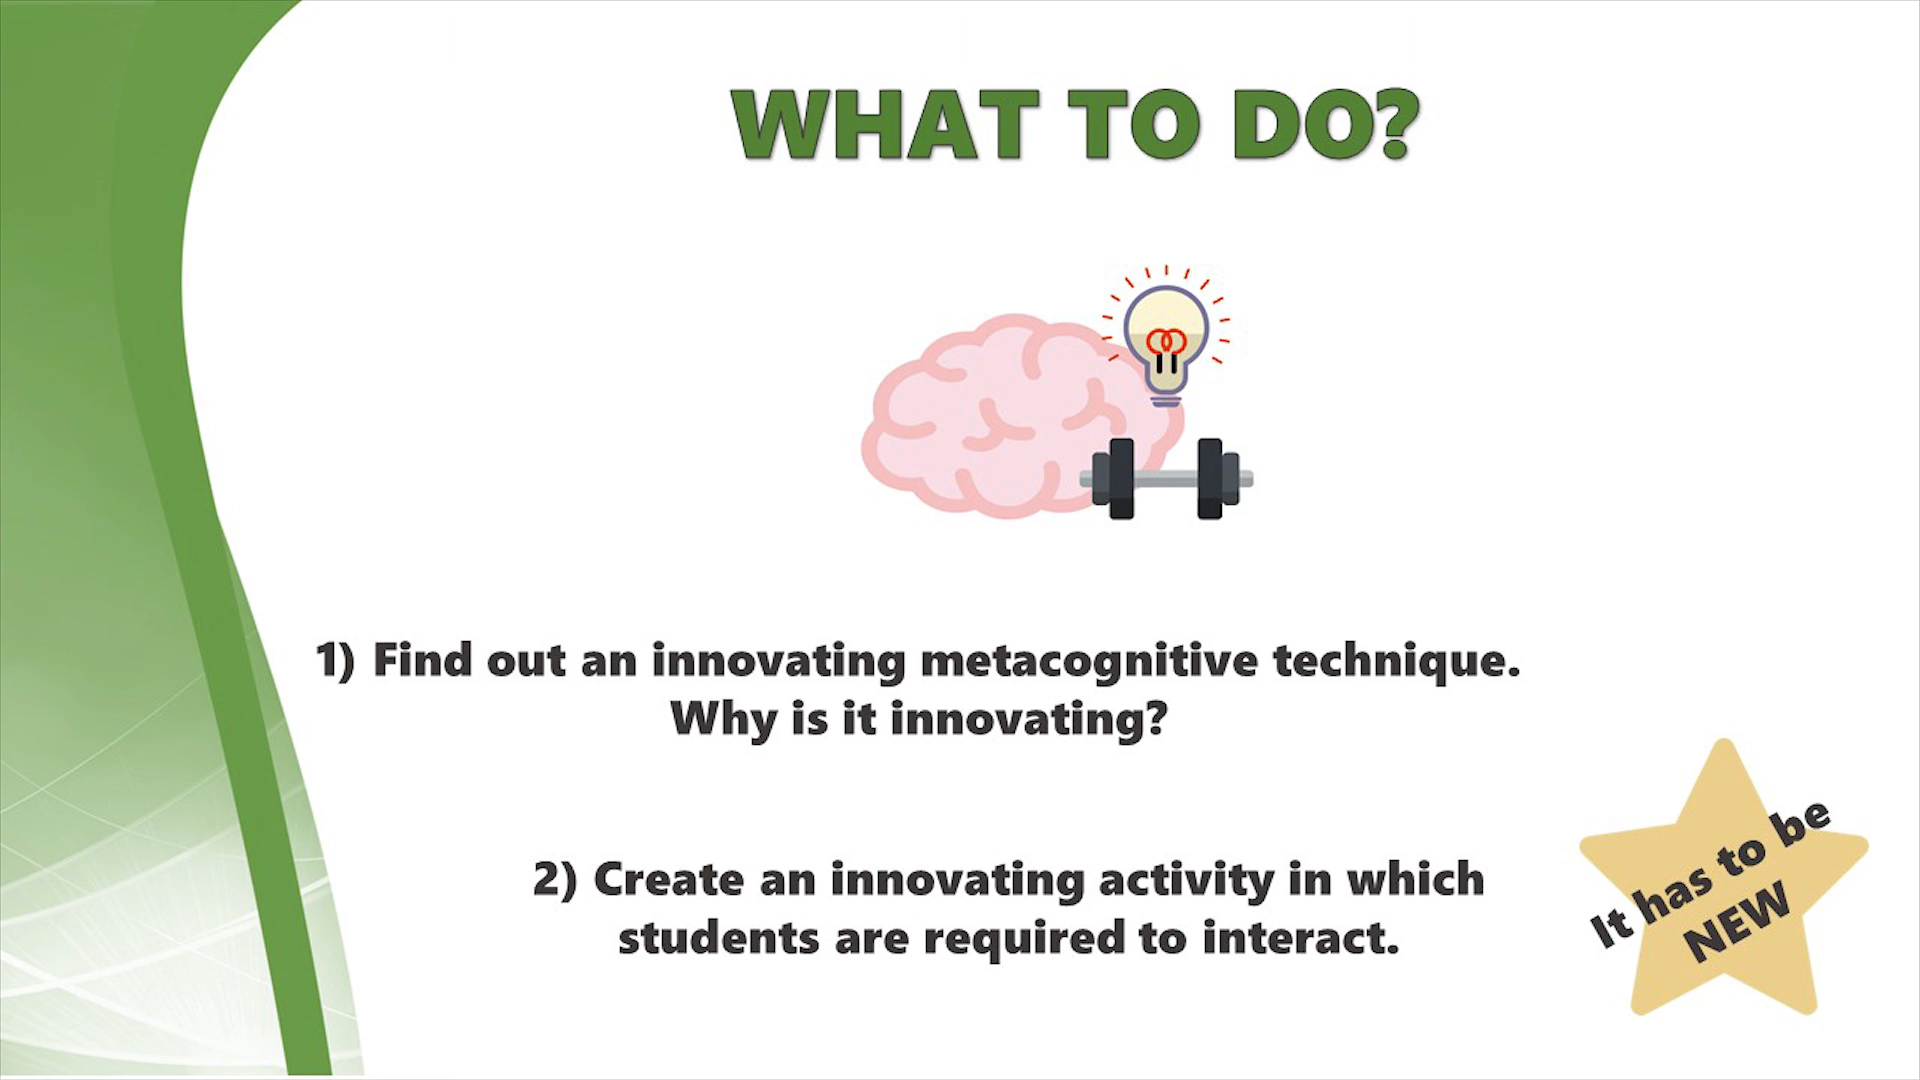 WHAT TO DO?
1) Find out an innovating metacognitive technique.
Why is it innovating?
2) Create an innovating activity in which
students are required to interact.
It has to be
NEW